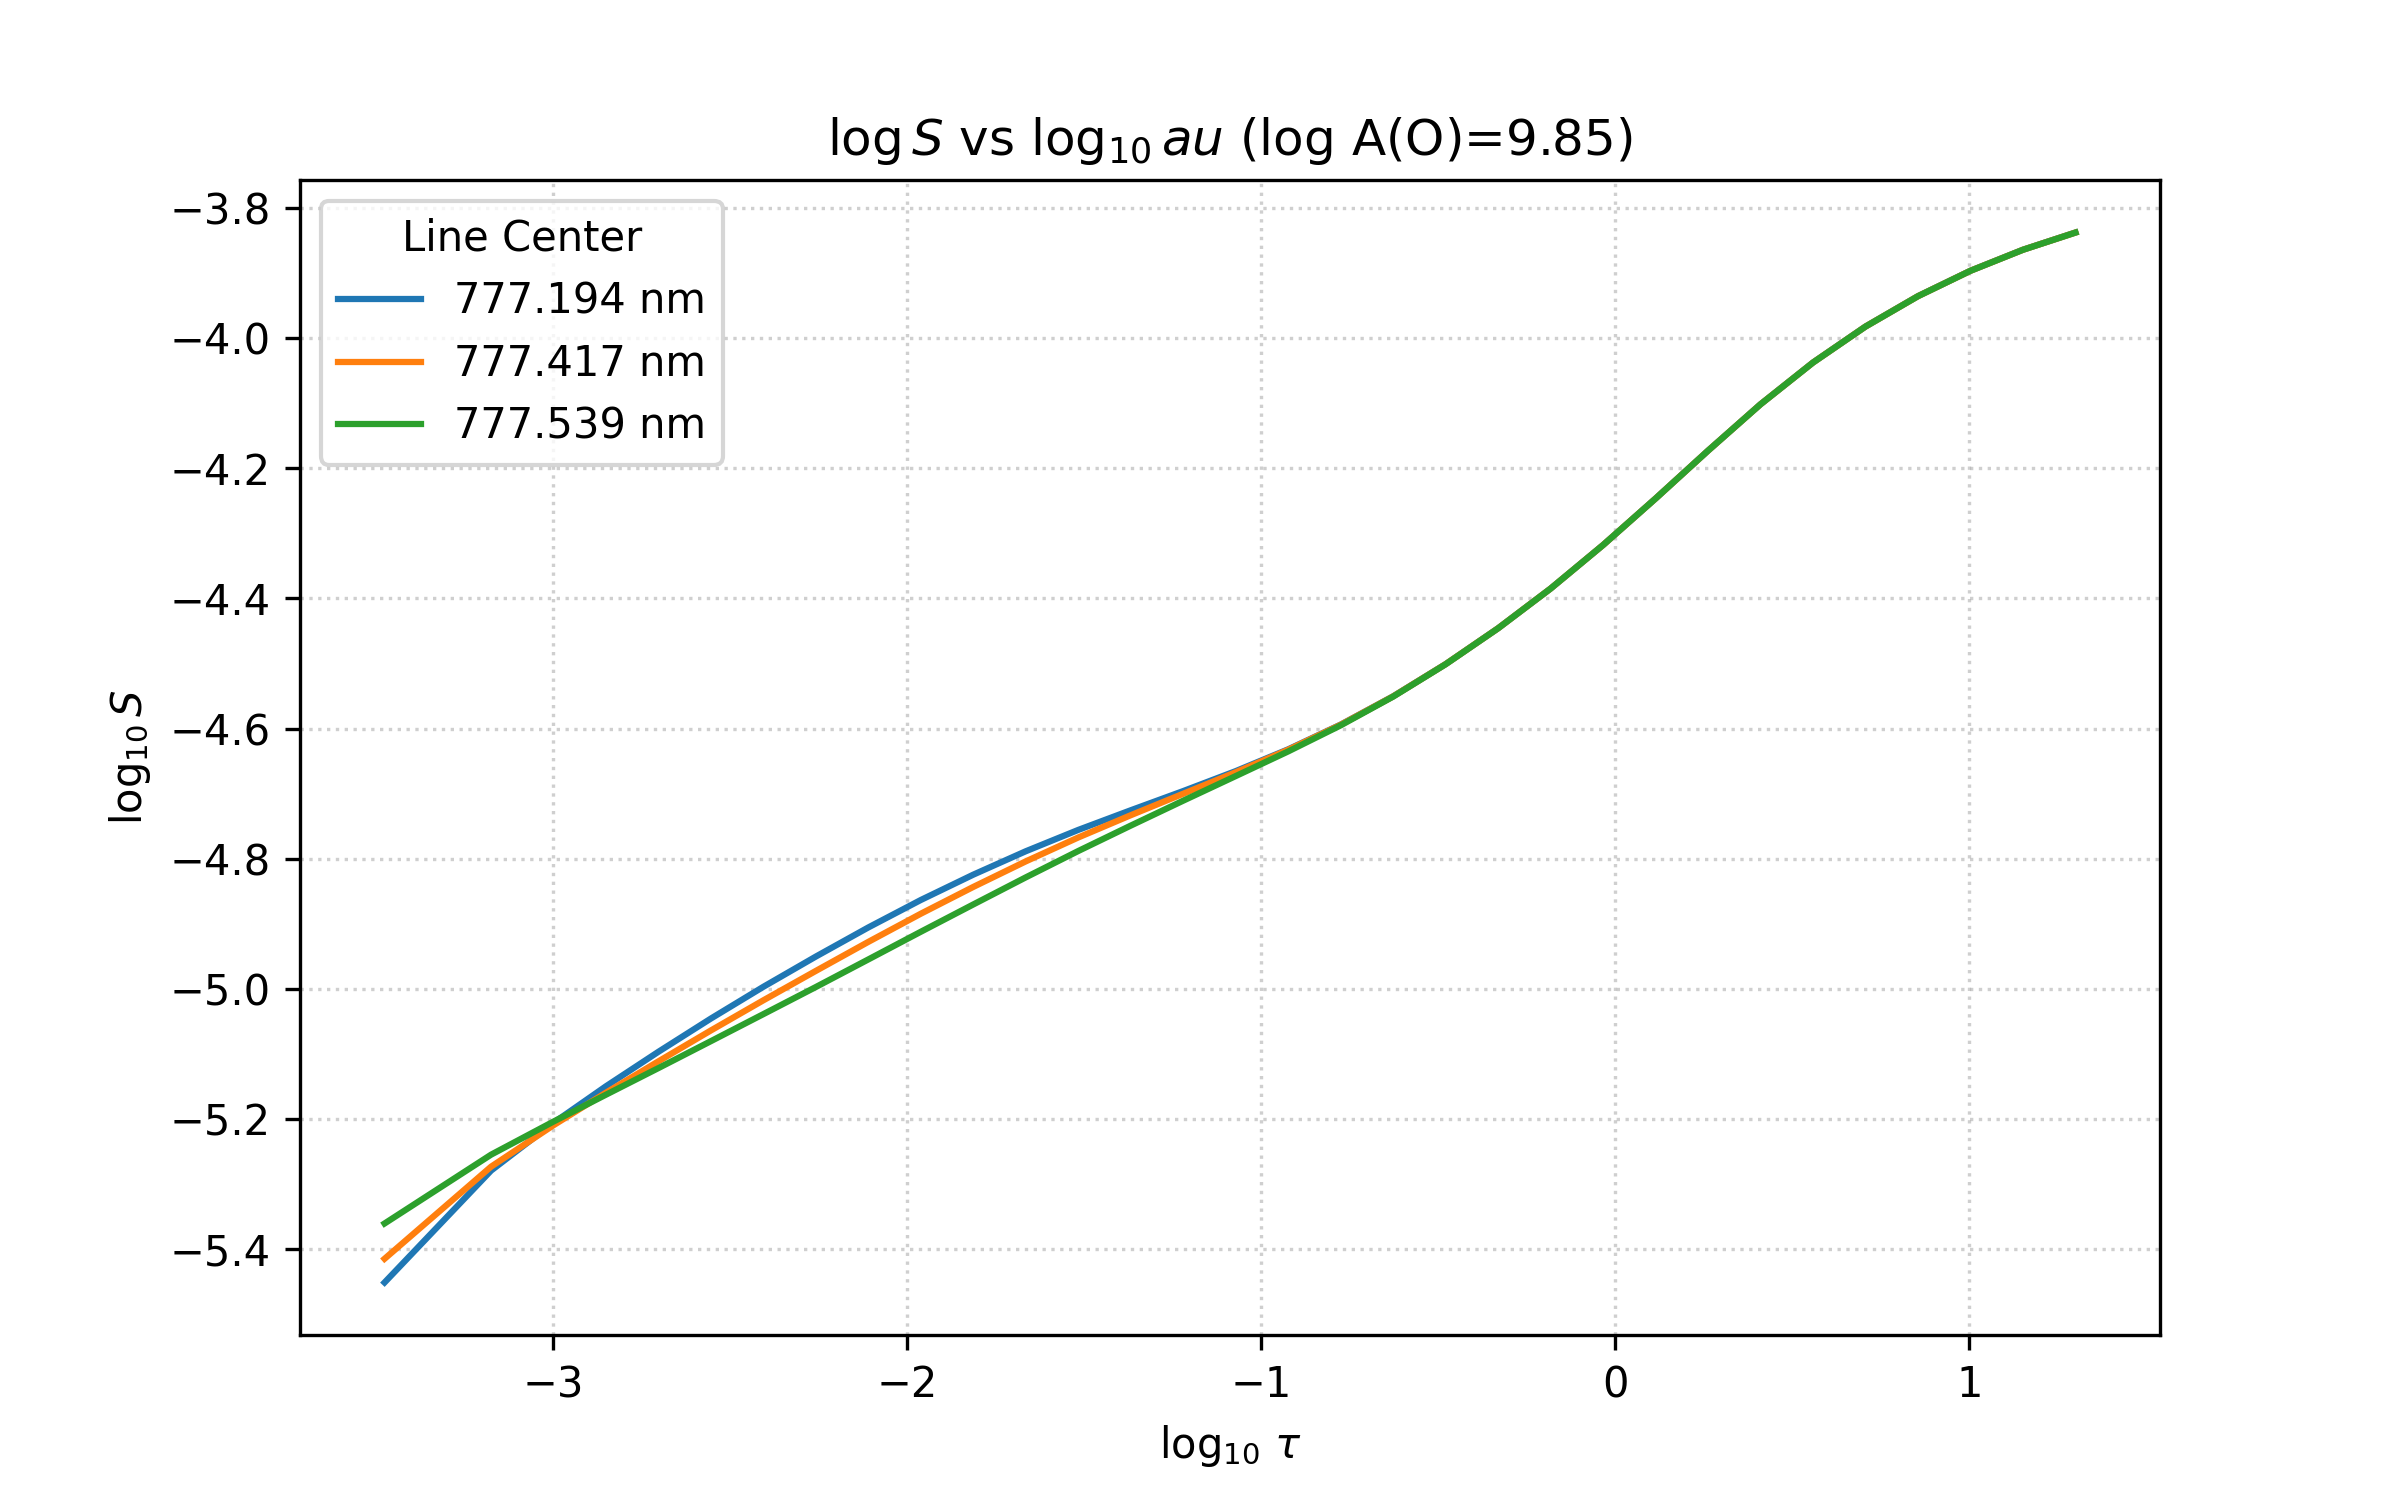 log S vs log₁₀ au (log A(O)=9.85)
Line Center
777.194 nm
777.417 nm
777.539 nm
−3.8
−4.0
−4.2
−4.4
−4.6
−4.8
−5.0
−5.2
−5.4
log₁₀ S
−3 −2 −1 0 1
log₁₀ τ